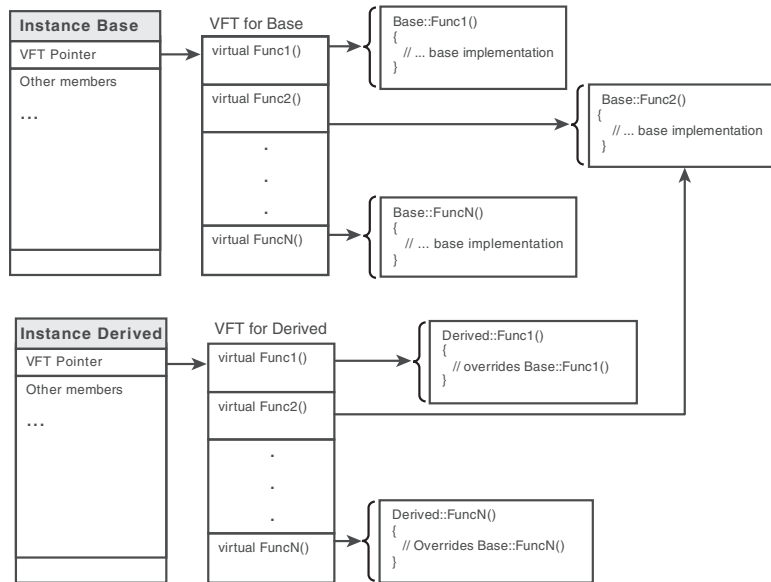 Instance Base
VFT Pointer
Other members
...
VFT for Base
virtual Func1()
virtual Func2()
.
.
.
virtual FuncN()
Base::Func1()
{
// ... base implementation
}
Base::Func2()
{
// ... base implementation
}
Base::FuncN()
{
// ... base implementation
}
Instance Derived
VFT Pointer
Other members
...
VFT for Derived
virtual Func1()
virtual Func2()
.
.
.
virtual FuncN()
Derived::Func1()
{
// overrides Base::Func1()
}
Derived::FuncN()
{
// Overrides Base::FuncN()
}